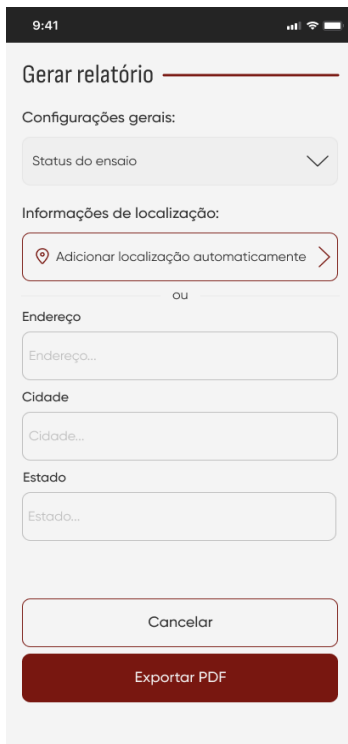 9:41
Gerar relatório
Configurações gerais:
Status do ensaio
Informações de localização:
Adicionar localização automaticamente
ou
Endereço
Endereço...
Cidade
Cidade...
Estado
Estado...
Cancelar
Exportar PDF